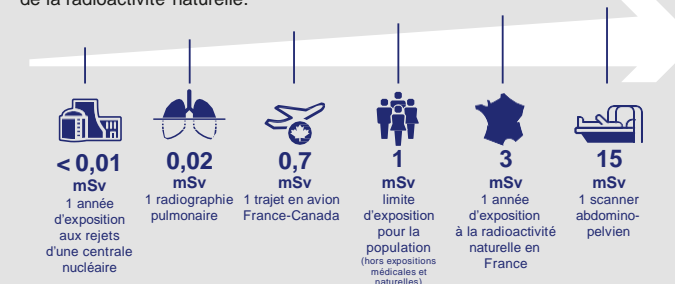 de la radioactivité naturelle.
< 0,01
mSv
1 année
d'exposition
aux rejets
d'une centrale
nucléaire
0,02
mSv
1 radiographie
pulmonaire
0,7
mSv
1 trajet en avion
France-Canada
1
mSv
limite
d'exposition
pour la
population
(hors expositions
médicales et
naturelles)
3
mSv
1 année
d'exposition
à la radioactivité
naturelle en
France
15
mSv
1 scanner
abdomino-
pelvien